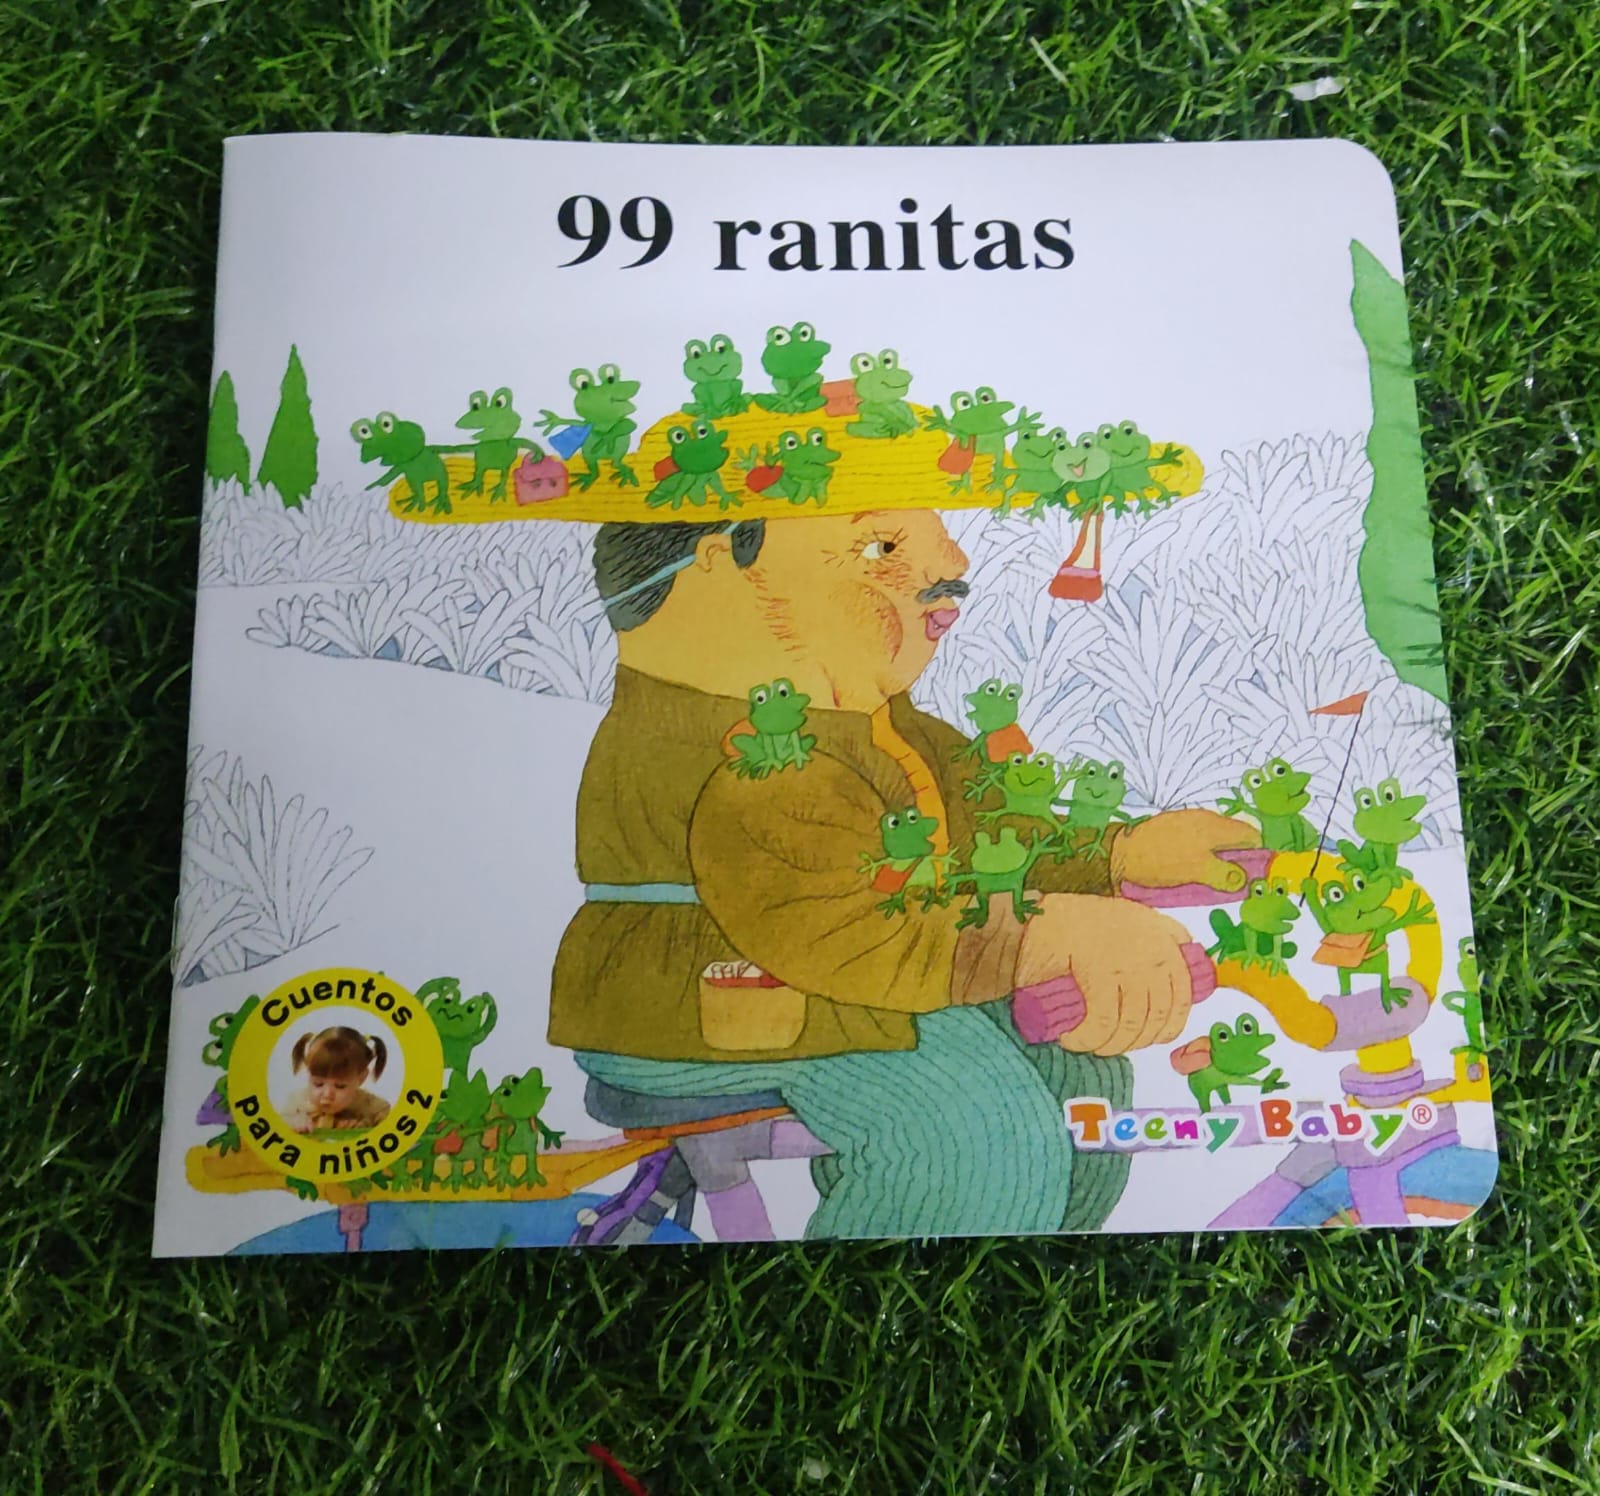 99 ranitas
Cuentos
para niños 2
Teeny Baby®